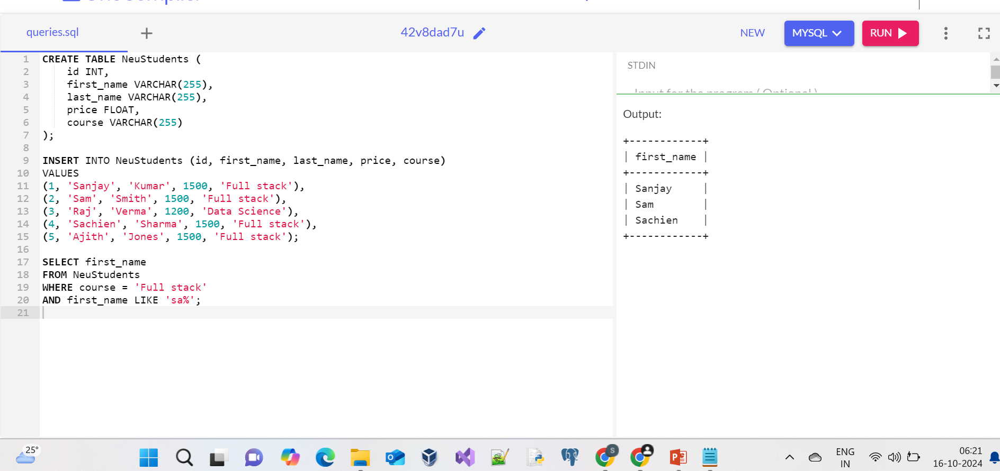 queries.sql
42v8dad7u
NEW
MYSQL
RUN
1 CREATE TABLE NeuStudents (
2 id INT,
3 first_name VARCHAR(255),
4 last_name VARCHAR(255),
5 price FLOAT,
6 course VARCHAR(255)
7 );
8
9 INSERT INTO NeuStudents (id, first_name, last_name, price, course)
10 VALUES
11 (1, 'Sanjay', 'Kumar', 1500, 'Full stack'),
12 (2, 'Sam', 'Smith', 1500, 'Full stack'),
13 (3, 'Raj', 'Verma', 1200, 'Data Science'),
14 (4, 'Sachien', 'Sharma', 1500, 'Full stack'),
15 (5, 'Ajith', 'Jones', 1500, 'Full stack');
16
17 SELECT first_name
18 FROM NeuStudents
19 WHERE course = 'Full stack'
20 AND first_name LIKE 'sa%';
21
STDIN
Input for the program ( Optional )
Output:
+------------+
| first_name |
+------------+
| Sanjay     |
| Sam        |
| Sachien    |
+------------+
25°
S
ENG
IN
06:21
16-10-2024